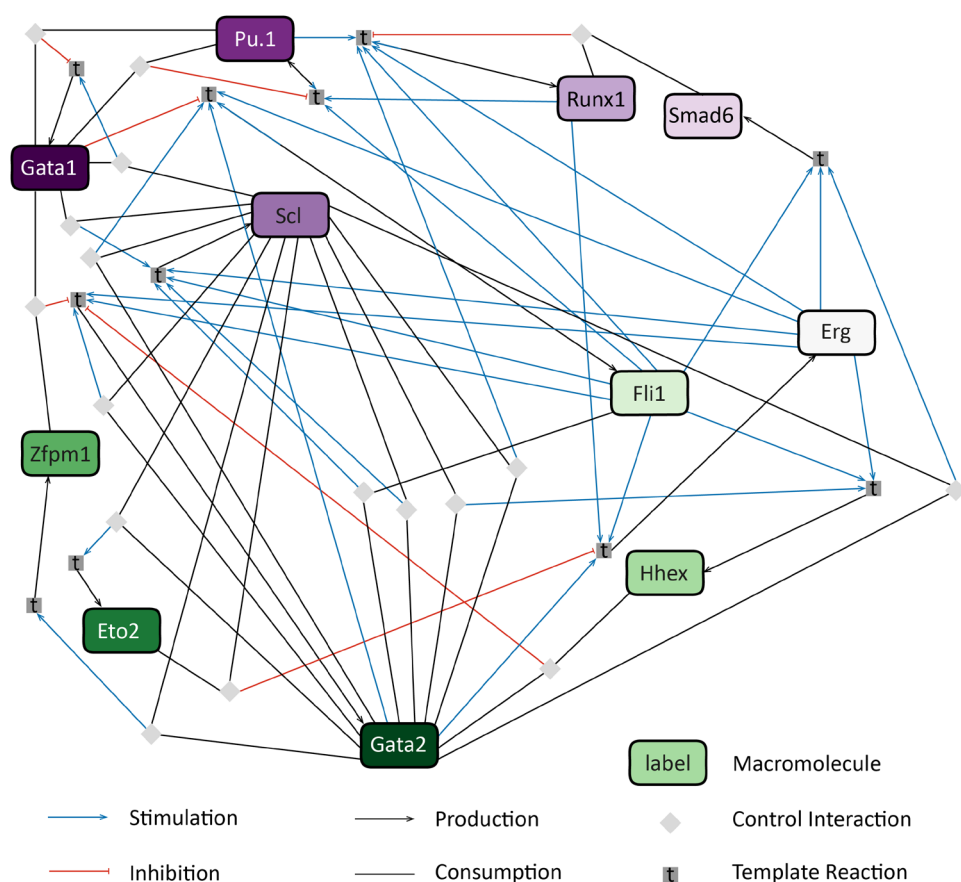 Pu.1
t
t
t
t
Runx1
Smad6
t
Gata1
Scl
t
t
Erg
Fli1
Zfpm1
t
t
Hhex
t
t
Eto2
Gata2
label Macromolecule
Stimulation Production Control Interaction
Inhibition Consumption t Template Reaction